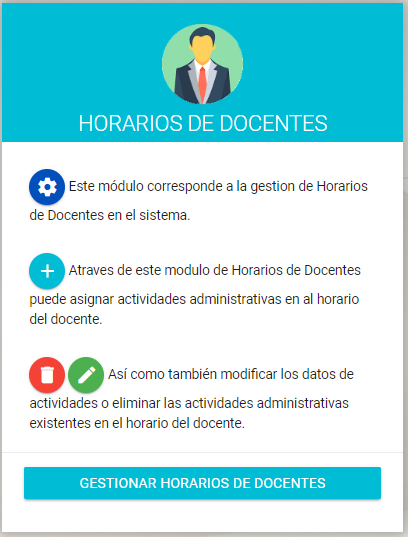 HORARIOS DE DOCENTES
Este módulo corresponde a la gestion de Horarios
de Docentes en el sistema.
Atraves de este modulo de Horarios de Docentes
puede asignar actividades administrativas en al horario
del docente.
Así como también modificar los datos de
actividades o eliminar las actividades administrativas
existentes en el horario del docente.
GESTIONAR HORARIOS DE DOCENTES